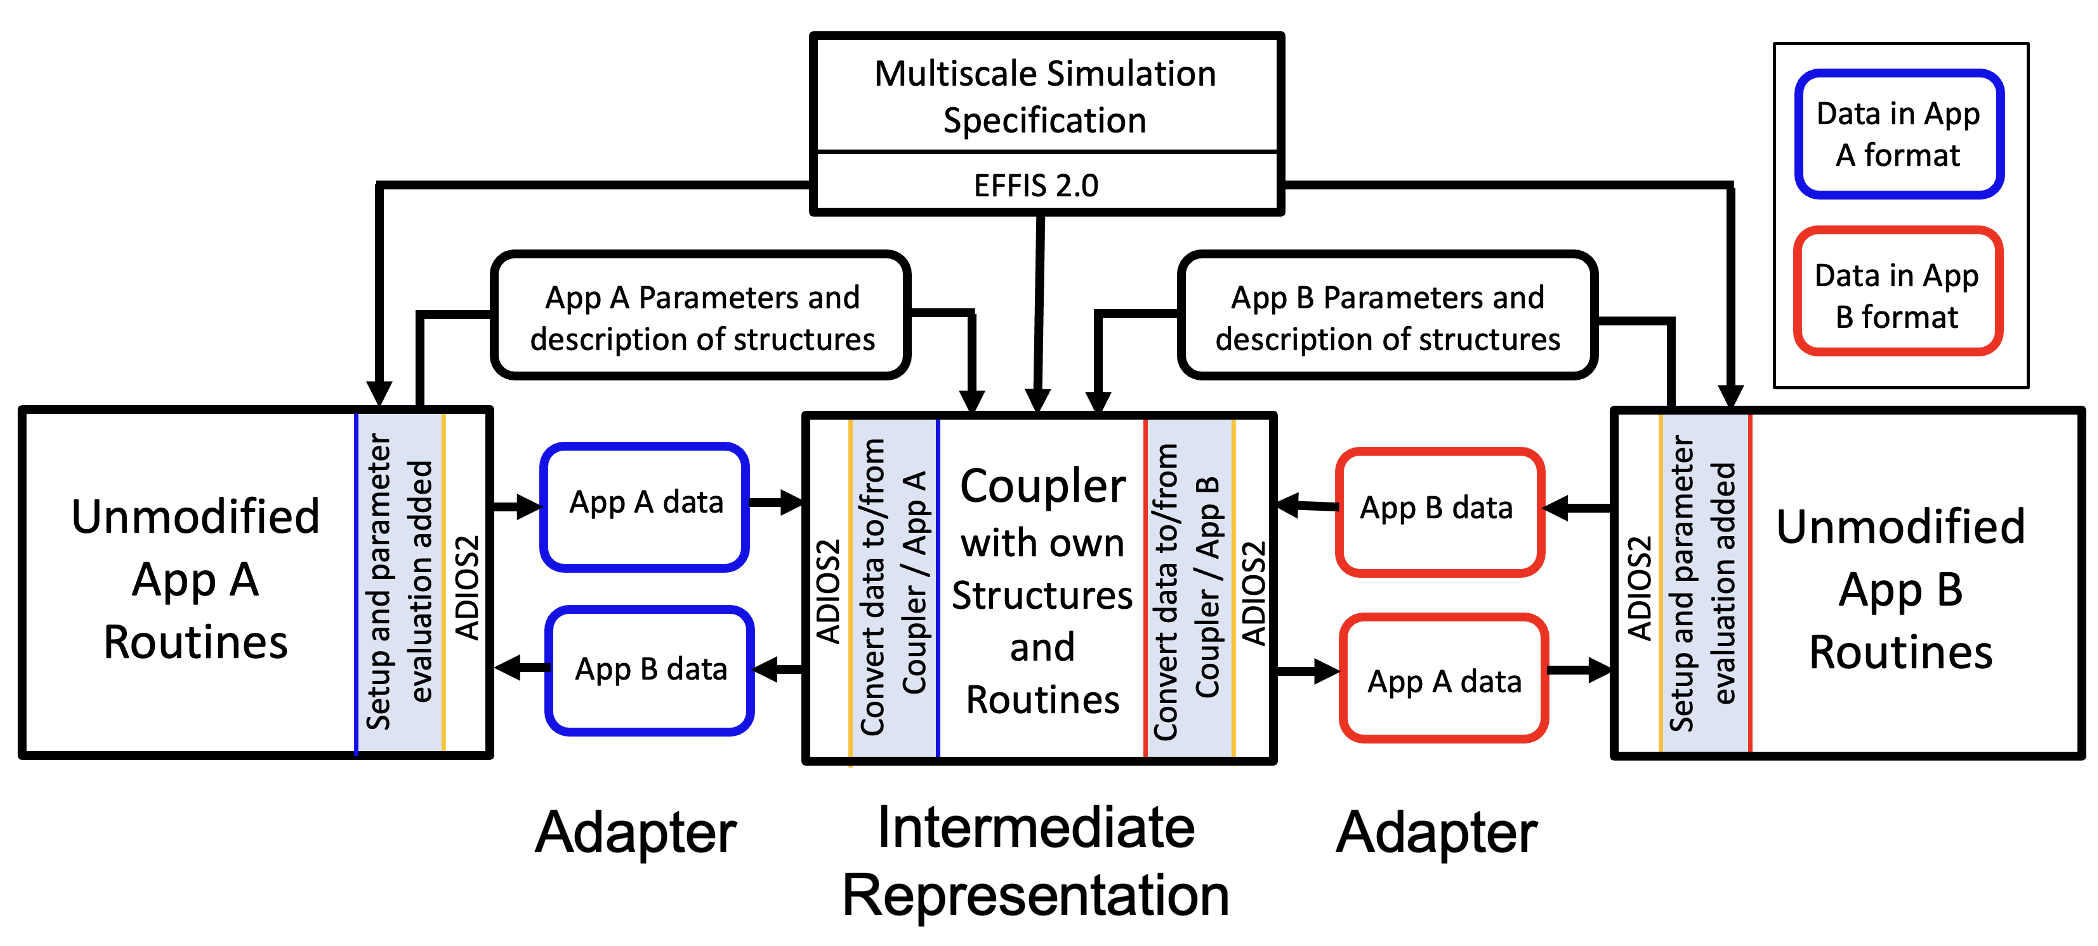 Multiscale Simulation
Specification
EFFIS 2.0
Data in App
A format
Data in App
B format
App A Parameters and
description of structures
App B Parameters and
description of structures
Unmodified
App A
Routines
Setup and parameter
evaluation added
ADIOS2
App A data
App B data
ADIOS2
Convert data to/from
Coupler / App A
Coupler
with own
Structures
and
Routines
Convert data to/from
Coupler / App B
ADIOS2
App B data
App A data
ADIOS2
Setup and parameter
evaluation added
Unmodified
App B
Routines
Adapter
Intermediate
Representation
Adapter